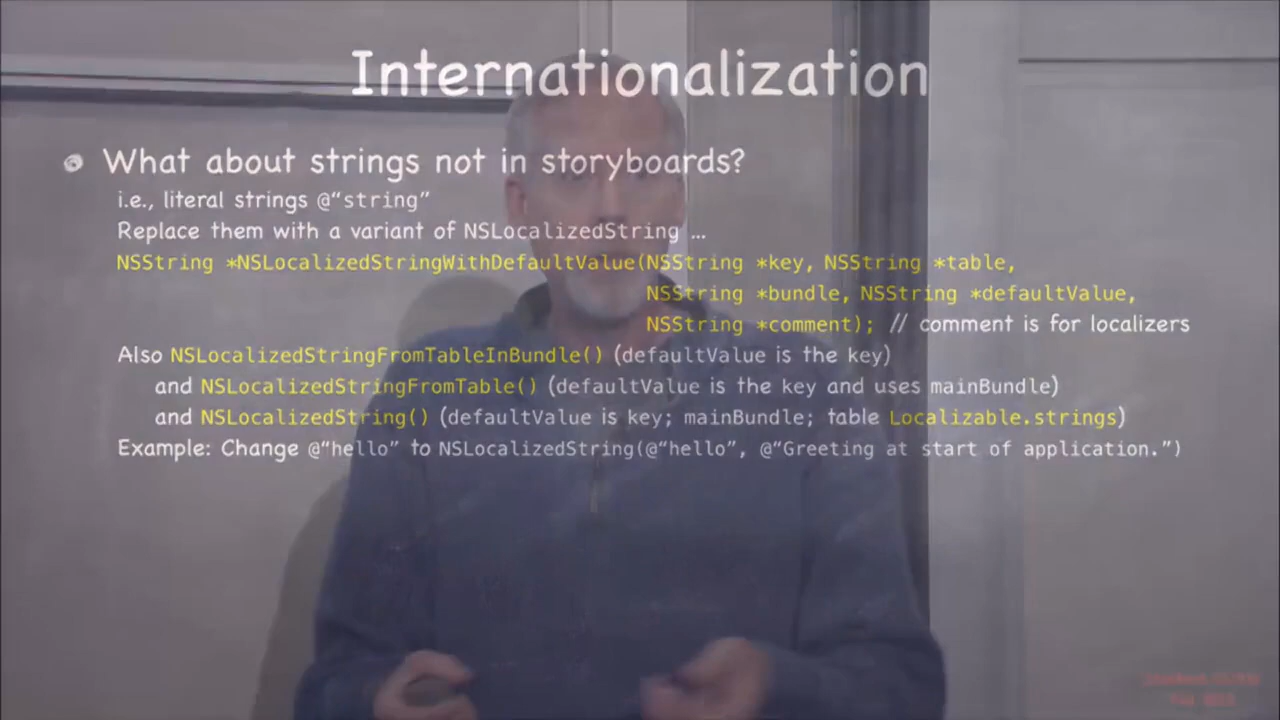 Internationalization
What about strings not in storyboards?
i.e., literal strings @“string”
Replace them with a variant of NSLocalizedString …
NSString *NSLocalizedStringWithDefaultValue(NSString *key, NSString *table,
NSString *bundle, NSString *defaultValue,
NSString *comment); // comment is for localizers
Also NSLocalizedStringFromTableInBundle() (defaultValue is the key)
and NSLocalizedStringFromTable() (defaultValue is the key and uses mainBundle)
and NSLocalizedString() (defaultValue is key; mainBundle; table Localizable.strings)
Example: Change @“hello” to NSLocalizedString(@“hello”, @“Greeting at start of application.”)